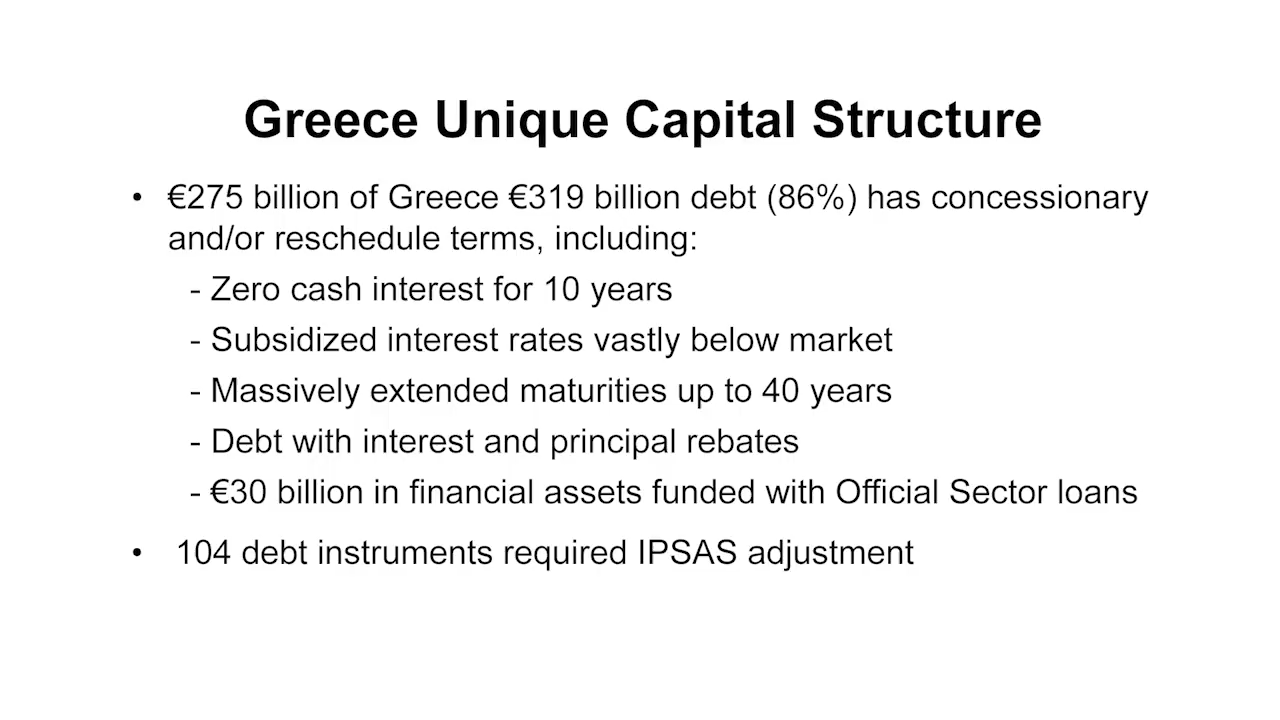 Greece Unique Capital Structure
• €275 billion of Greece €319 billion debt (86%) has concessionary
and/or reschedule terms, including:
- Zero cash interest for 10 years
- Subsidized interest rates vastly below market
- Massively extended maturities up to 40 years
- Debt with interest and principal rebates
- €30 billion in financial assets funded with Official Sector loans
• 104 debt instruments required IPSAS adjustment